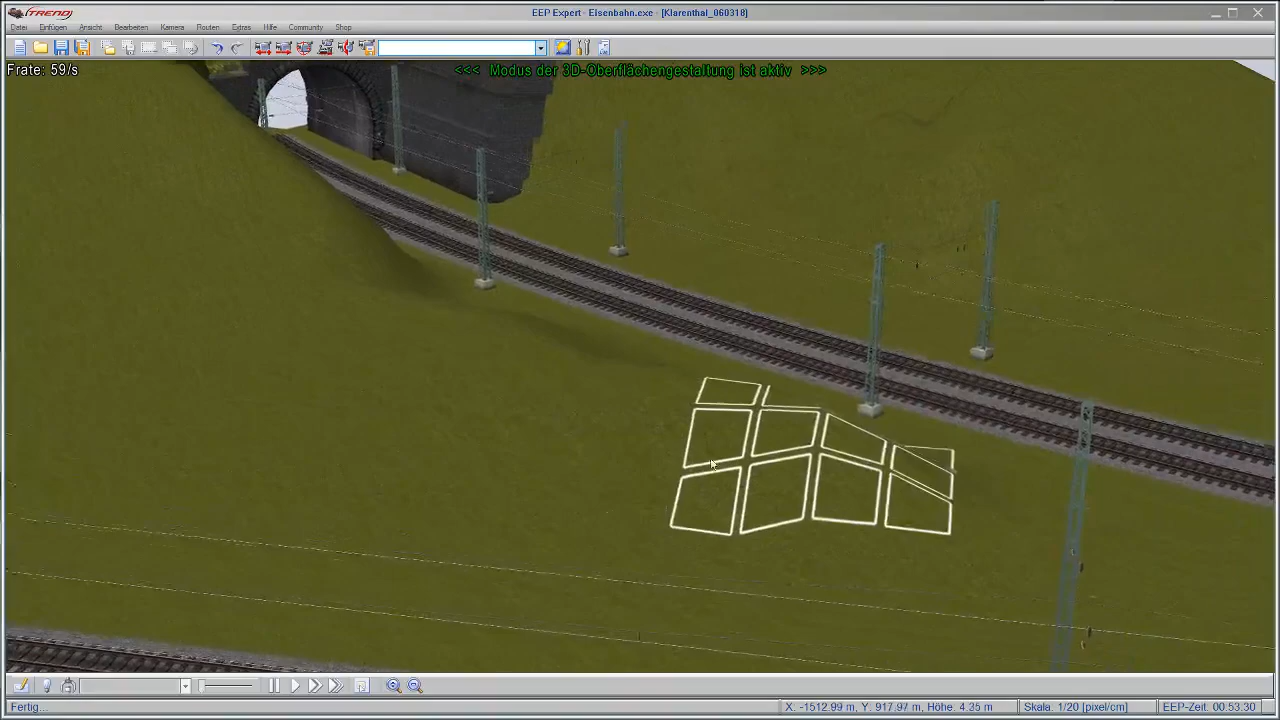 TREND
EEP Expert - Eisenbahn.exe - [Klarenthal_060318]
Datei Einfügen Ansicht Bearbeiten Kamera Routen Extras Hilfe Community Shop
Frate: 59/s
<<< Modus der 3D-Oberflächengestaltung ist aktiv >>>
Fertig...
X: -1512.99 m, Y: 917.97 m, Höhe: 4.35 m
Skala: 1/20 [pixel/cm]
EEP-Zeit: 00:53:30